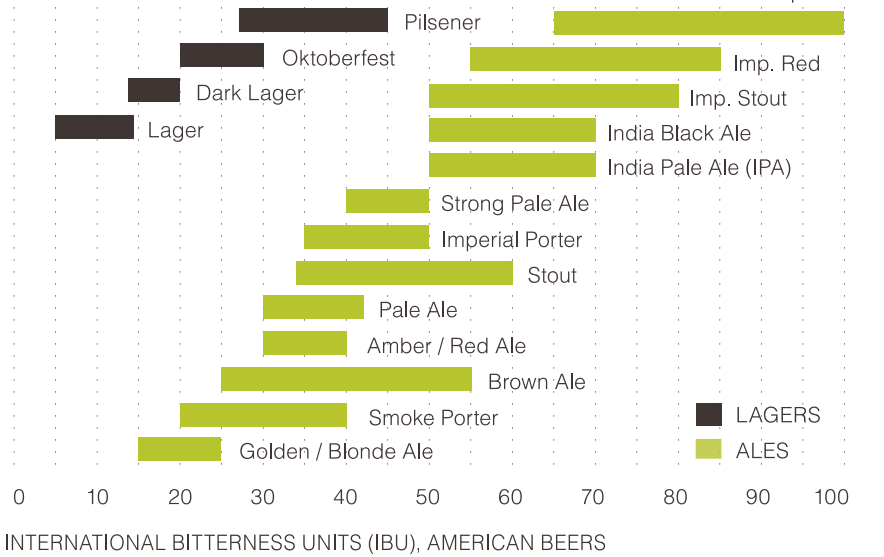 Pilsener
Oktoberfest
Imp. Red
Dark Lager
Imp. Stout
Lager
India Black Ale
India Pale Ale (IPA)
Strong Pale Ale
Imperial Porter
Stout
Pale Ale
Amber / Red Ale
Brown Ale
Smoke Porter
LAGERS
Golden / Blonde Ale
ALES
0 10 20 30 40 50 60 70 80 90 100
INTERNATIONAL BITTERNESS UNITS (IBU), AMERICAN BEERS